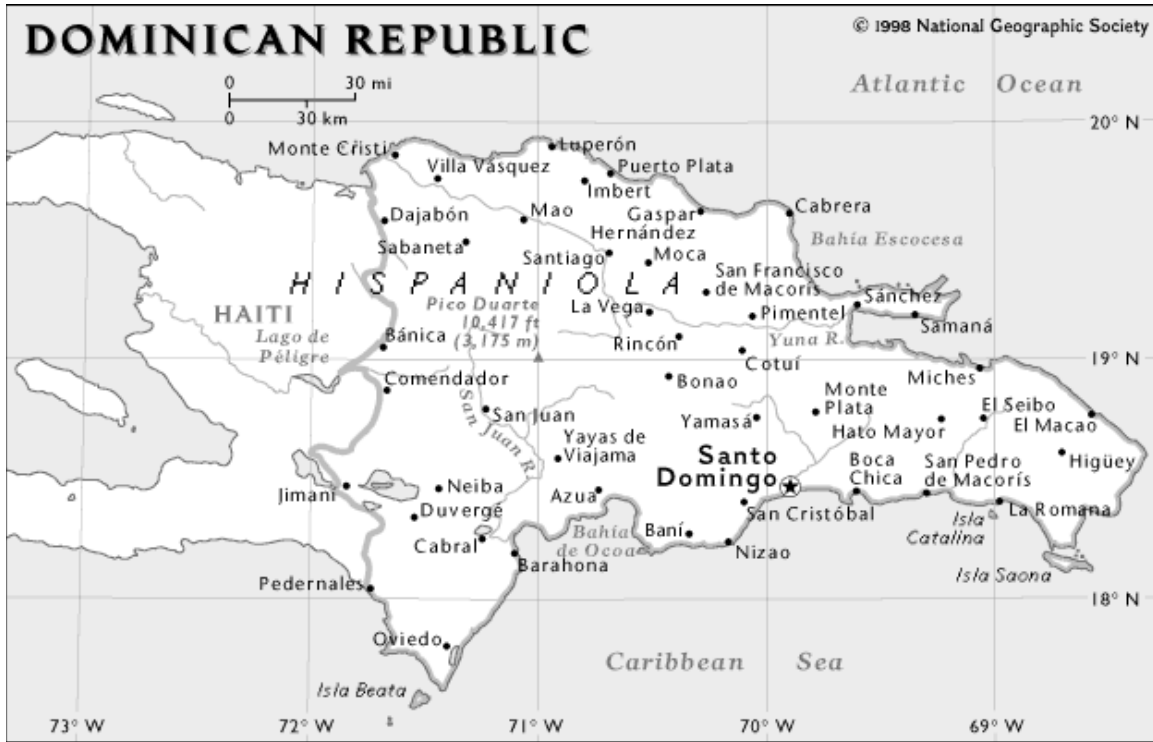 DOMINICAN REPUBLIC
© 1998 National Geographic Society
0 30 mi
0 30 km
Atlantic Ocean
20° N
Monte Cristi
Luperón
Villa Vásquez
Puerto Plata
Imbert
Dajabón
Mao
Gaspar
Hernández
Cabrera
Sabaneta
Santiago
Moca
Bahía Escocesa
HISPANIOLA
San Francisco
de Macorís
Sánchez
HAITI
Pico Duarte
10,417 ft
(3,175 m)
La Vega
Pimentel
Samaná
Lago de
Péligre
Bánica
Rincón
Yuna R.
Cotuí
19° N
Comendador
Bonao
Miches
San Juan
San Juan R.
Yamasá
Monte
Plata
Hato Mayor
El Seibo
El Macao
Yayas de
Viajama
Santo
Domingo
Boca
Chica
San Pedro
de Macorís
Higüey
Jimaní
Neiba
Azua
San Cristóbal
La Romana
Duvergé
Cabral
Bahía
de Ocoa
Baní
Nizao
Isla
Catalina
Barahona
Isla Saona
Pedernales
18° N
Oviedo
Caribbean Sea
Isla Beata
73° W
72° W
71° W
70° W
69° W